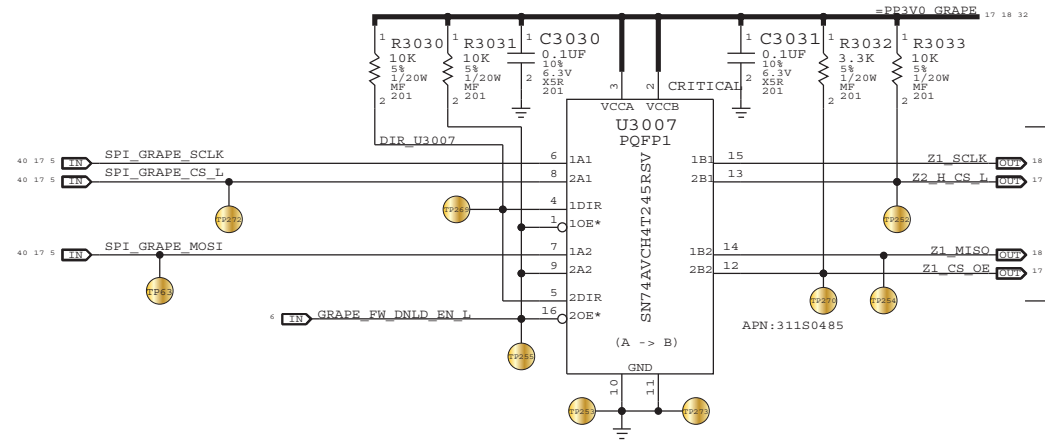 =PP3V0 GRAPE 17 18 32
1 1 1 1 1 1
R3030 R3031 C3030 C3031 R3032 R3033
10K 10K 0.1UF 0.1UF 3.3K 10K
5% 5% 10% 10% 5% 5%
1/20W 1/20W 6.3V 6.3V 1/20W 1/20W
MF MF X5R X5R MF MF
201 201 201 201 201 201
2 2 2 2 2 2
3 2 CRITICAL
VCCA VCCB
U3007
PQFP1
SN74AVCH4T245RSV
DIR_U3007
40 17 5 IN SPI_GRAPE_SCLK 6 1A1 1B1 15 Z1_SCLK OUT 18
40 17 5 IN SPI_GRAPE_CS_L 8 2A1 2B1 13 Z2_H_CS_L OUT 17
TP272 TP269 4 1DIR TP252
1 1OE*
40 17 5 IN SPI_GRAPE_MOSI 7 1A2 1B2 14 Z1_MISO OUT 18
9 2A2 2B2 12 Z1_CS_OE OUT 17
TP63 5 2DIR TP270 TP254
6 IN GRAPE_FW_DNLD_EN_L 16 2OE*
APN:311S0485
TP255 (A -> B)
GND
10 11
TP253 TP273